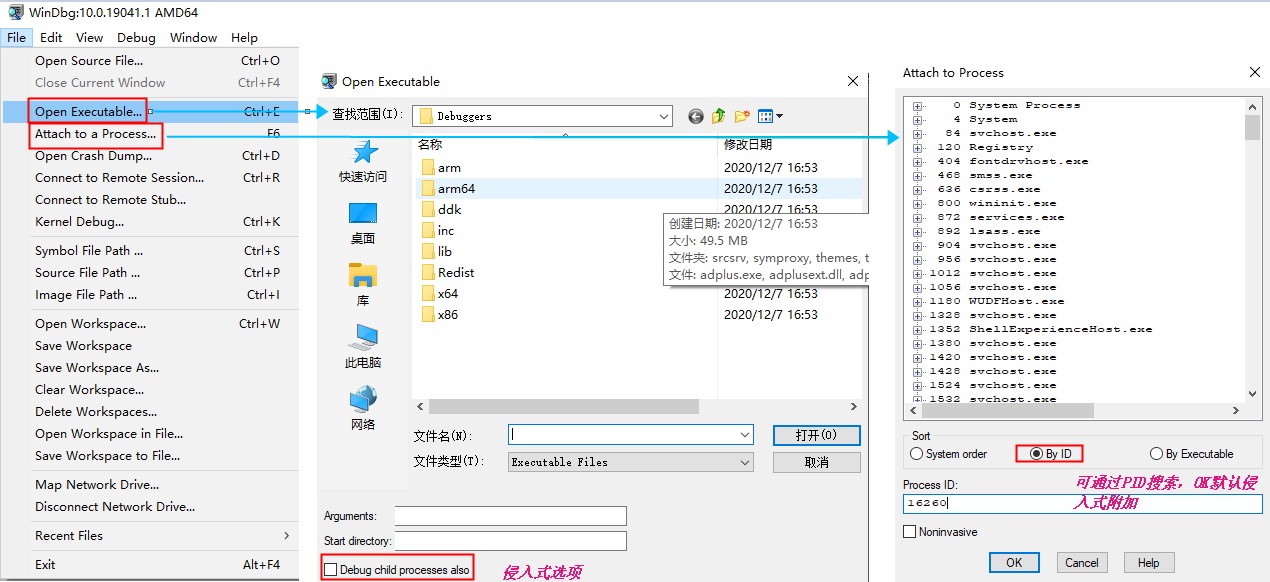 WinDbg:10.0.19041.1 AMD64
File Edit View Debug Window Help
Open Source File... Ctrl+O
Close Current Window Ctrl+F4
Open Executable... Ctrl+E
Attach to a Process... F6
Open Crash Dump... Ctrl+D
Connect to Remote Session... Ctrl+R
Connect to Remote Stub...
Kernel Debug... Ctrl+K
Symbol File Path ... Ctrl+S
Source File Path ... Ctrl+P
Image File Path ... Ctrl+I
Open Workspace... Ctrl+W
Save Workspace
Save Workspace As...
Clear Workspace...
Delete Workspaces...
Open Workspace in File...
Save Workspace to File...
Map Network Drive...
Disconnect Network Drive...
Recent Files
Exit Alt+F4
Open Executable
查找范围(I): Debuggers
快速访问
桌面
库
此电脑
网络
名称 修改日期
arm 2020/12/7 16:53
arm64 2020/12/7 16:53
ddk 2020/12/7 16:53
inc
lib
Redist
x64 2020/12/7 16:53
x86 2020/12/7 16:53
创建日期: 2020/12/7 16:53
大小: 49.5 MB
文件夹: srcsrv, symproxy, themes, t
文件: adplus.exe, adplusext.dll, adp
文件名(N): 打开(O)
文件类型(T): Executable Files 取消
Arguments:
Start directory:
Debug child processes also 侵入式选项
Attach to Process
0 System Process
4 System
84 svchost.exe
120 Registry
404 fontdrvhost.exe
468 smss.exe
636 csrss.exe
800 wininit.exe
872 services.exe
892 lsass.exe
904 svchost.exe
956 svchost.exe
1012 svchost.exe
1056 svchost.exe
1180 WUDFHost.exe
1328 svchost.exe
1352 ShellExperienceHost.exe
1380 svchost.exe
1420 svchost.exe
1428 svchost.exe
1524 svchost.exe
1532 svchost.exe
Sort
System order By ID By Executable
Process ID:
可通过PID搜索，OK默认侵
入式附加
16260
Noninvasive
OK Cancel Help